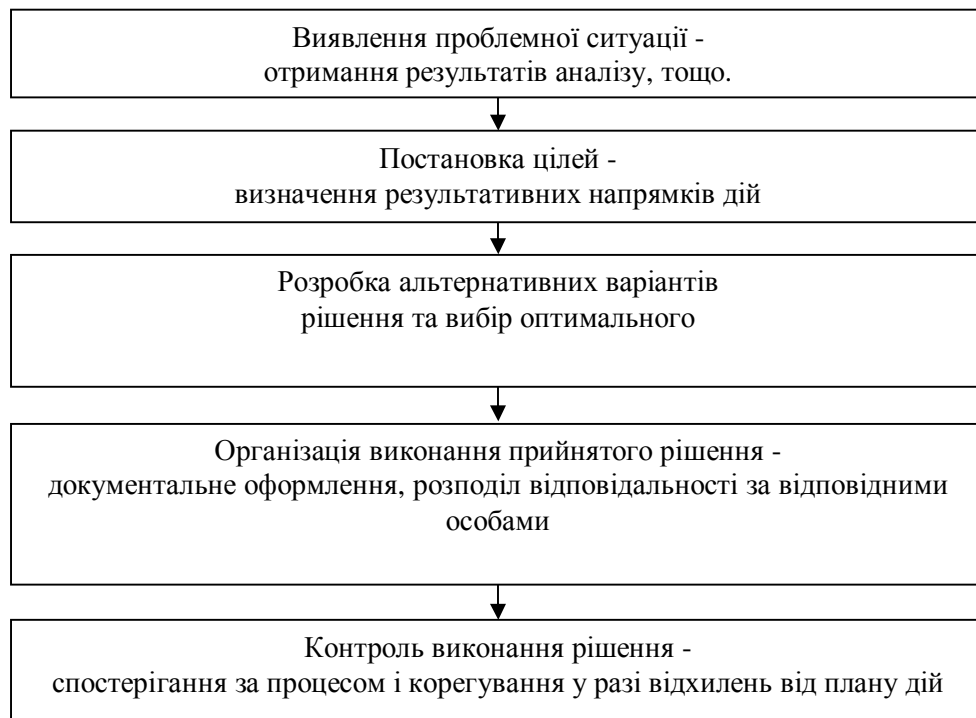 Виявлення проблемної ситуації -
отримання результатів аналізу, тощо.
Постановка цілей -
визначення результативних напрямків дій
Розробка альтернативних варіантів
рішення та вибір оптимального
Організація виконання прийнятого рішення -
документальне оформлення, розподіл відповідальності за відповідними
особами
Контроль виконання рішення -
спостерігання за процесом і корегування у разі відхилень від плану дій